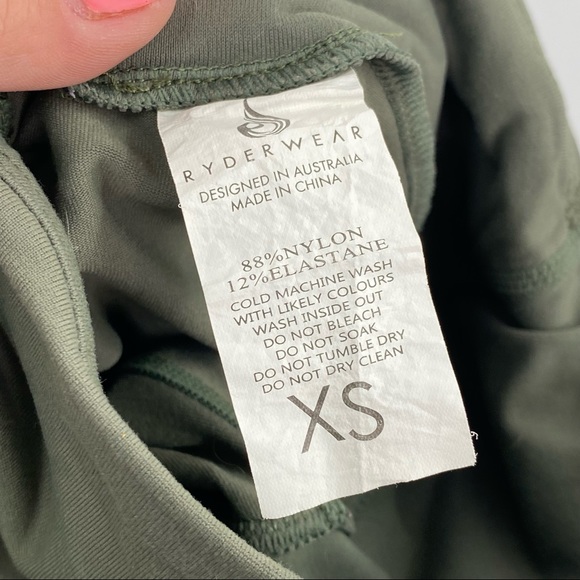 RYDERWEAR
DESIGNED IN AUSTRALIA
MADE IN CHINA
88%NYLON
12%ELASTANE
COLD MACHINE WASH
WITH LIKELY COLOURS
WASH INSIDE OUT
DO NOT BLEACH
DO NOT SOAK
DO NOT TUMBLE DRY
DO NOT DRY CLEAN
XS